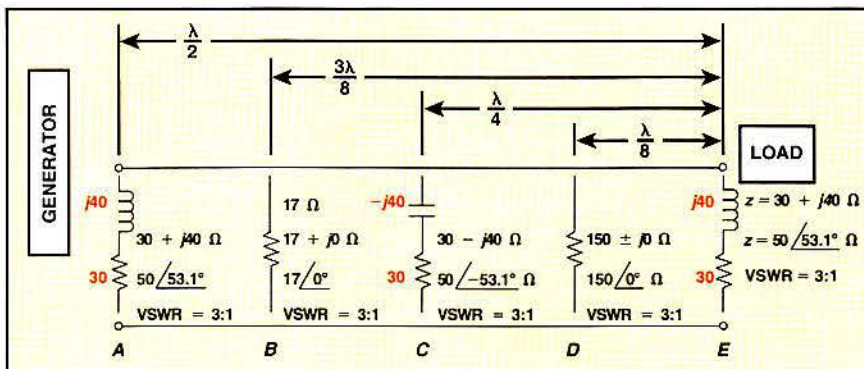 λ/2
3λ/8
λ/4
λ/8
GENERATOR
LOAD
j40
30 + j40 Ω
30
50/53.1°
VSWR = 3:1
17 Ω
17 + j0 Ω
17/0°
VSWR = 3:1
-j40
30 - j40 Ω
30
50/-53.1° Ω
VSWR = 3:1
150 ± j0 Ω
150/0° Ω
VSWR = 3:1
j40
z = 30 + j40 Ω
z = 50/53.1° Ω
30
VSWR = 3:1
A B C D E